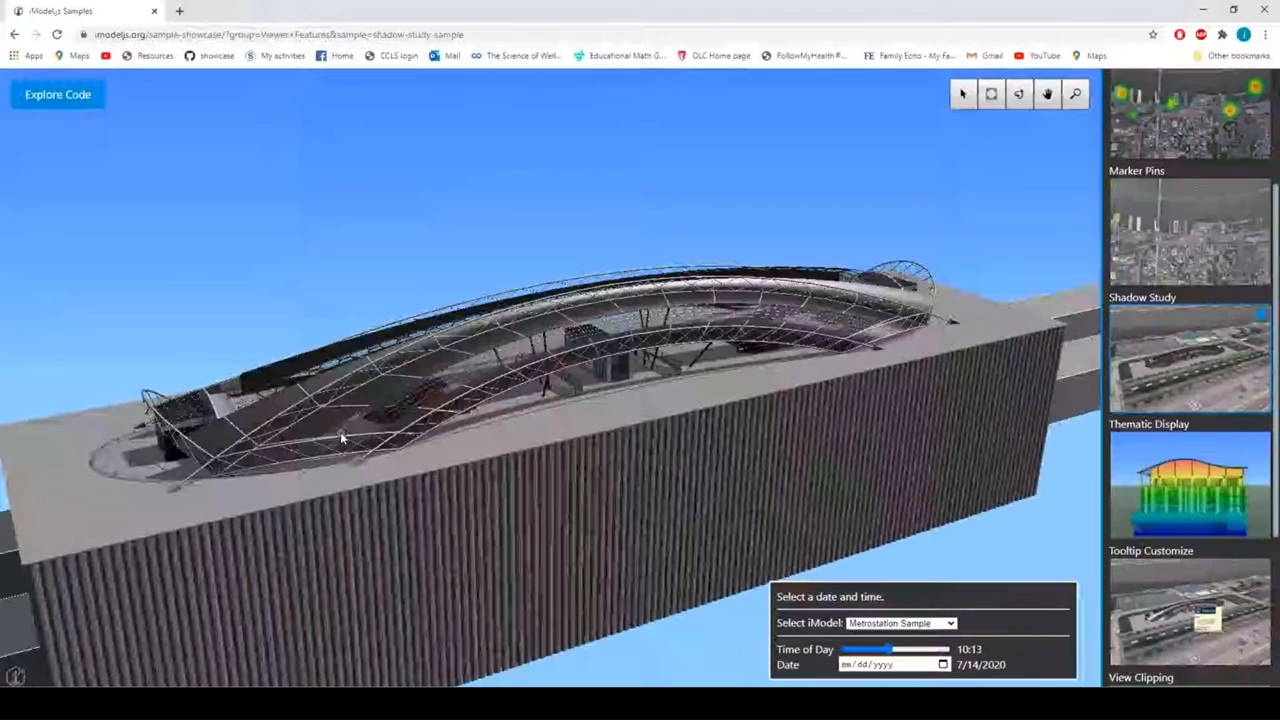 iModel.js Samples
imodeljs.org/sample-showcase/?group=Viewer+Features&sample=shadow-study-sample
Apps Maps Resources showcase My activities Home CCLS login Mail The Science of Well... Educational Math G... OLC Home page FollowMyHealth ®... Family Echo - My Fa... Gmail YouTube Maps Other bookmarks
Explore Code
Marker Pins
Shadow Study
Thematic Display
Tooltip Customize
View Clipping
Select a date and time.
Select iModel: Metrostation Sample
Time of Day 10:13
Date mm/dd/yyyy 7/14/2020